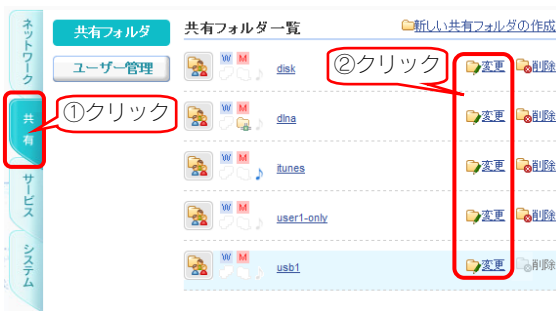 ネットワーク
共有
サービス
システム
共有フォルダ
ユーザー管理
①クリック
共有フォルダ一覧
新しい共有フォルダの作成
②クリック
W M disk 変更 削除
W M dlna 変更 削除
W M itunes 変更 削除
W M user1-only 変更 削除
W M usb1 変更 削除